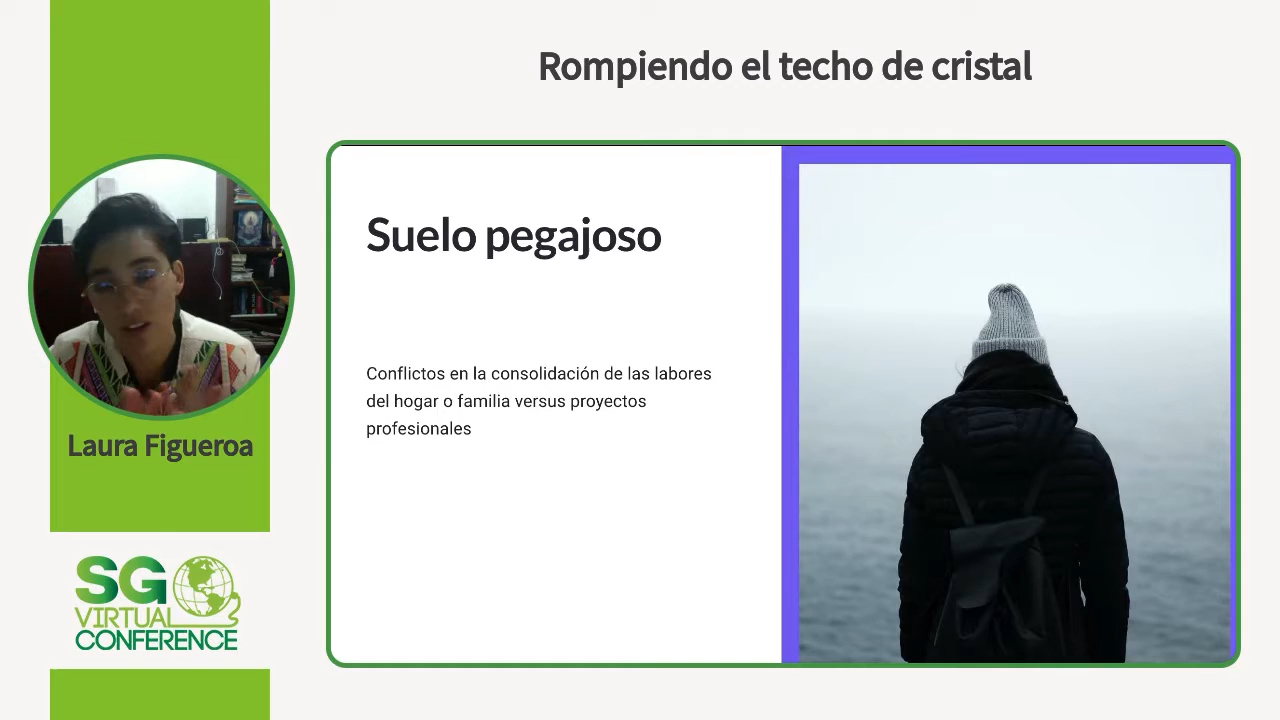 Rompiendo el techo de cristal
Suelo pegajoso
Conflictos en la consolidación de las labores
del hogar o familia versus proyectos
profesionales
Laura Figueroa
SG
VIRTUAL
CONFERENCE